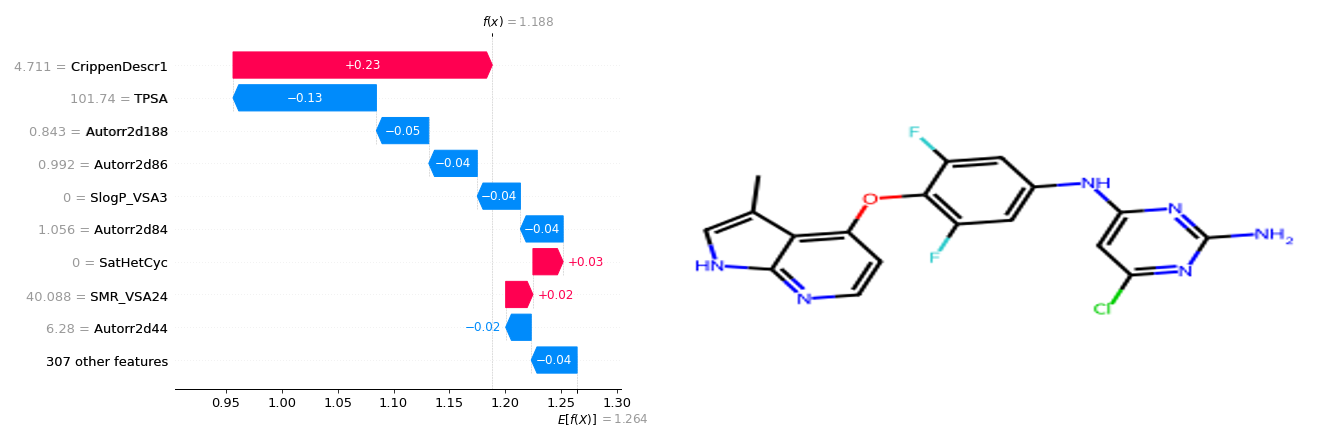 f(x) = 1.188
4.711 = CrippenDescr1 +0.23
101.74 = TPSA −0.13
0.843 = Autorr2d188 −0.05
0.992 = Autorr2d86 −0.04
0 = SlogP_VSA3 −0.04
1.056 = Autorr2d84 −0.04
0 = SatHetCyc +0.03
40.088 = SMR_VSA24 +0.02
6.28 = Autorr2d44 −0.02
307 other features −0.04
0.95 1.00 1.05 1.10 1.15 1.20 1.25 1.30
E[f(X)] = 1.264
F
NH
O
N
NH₂
F
HN
N
N
Cl